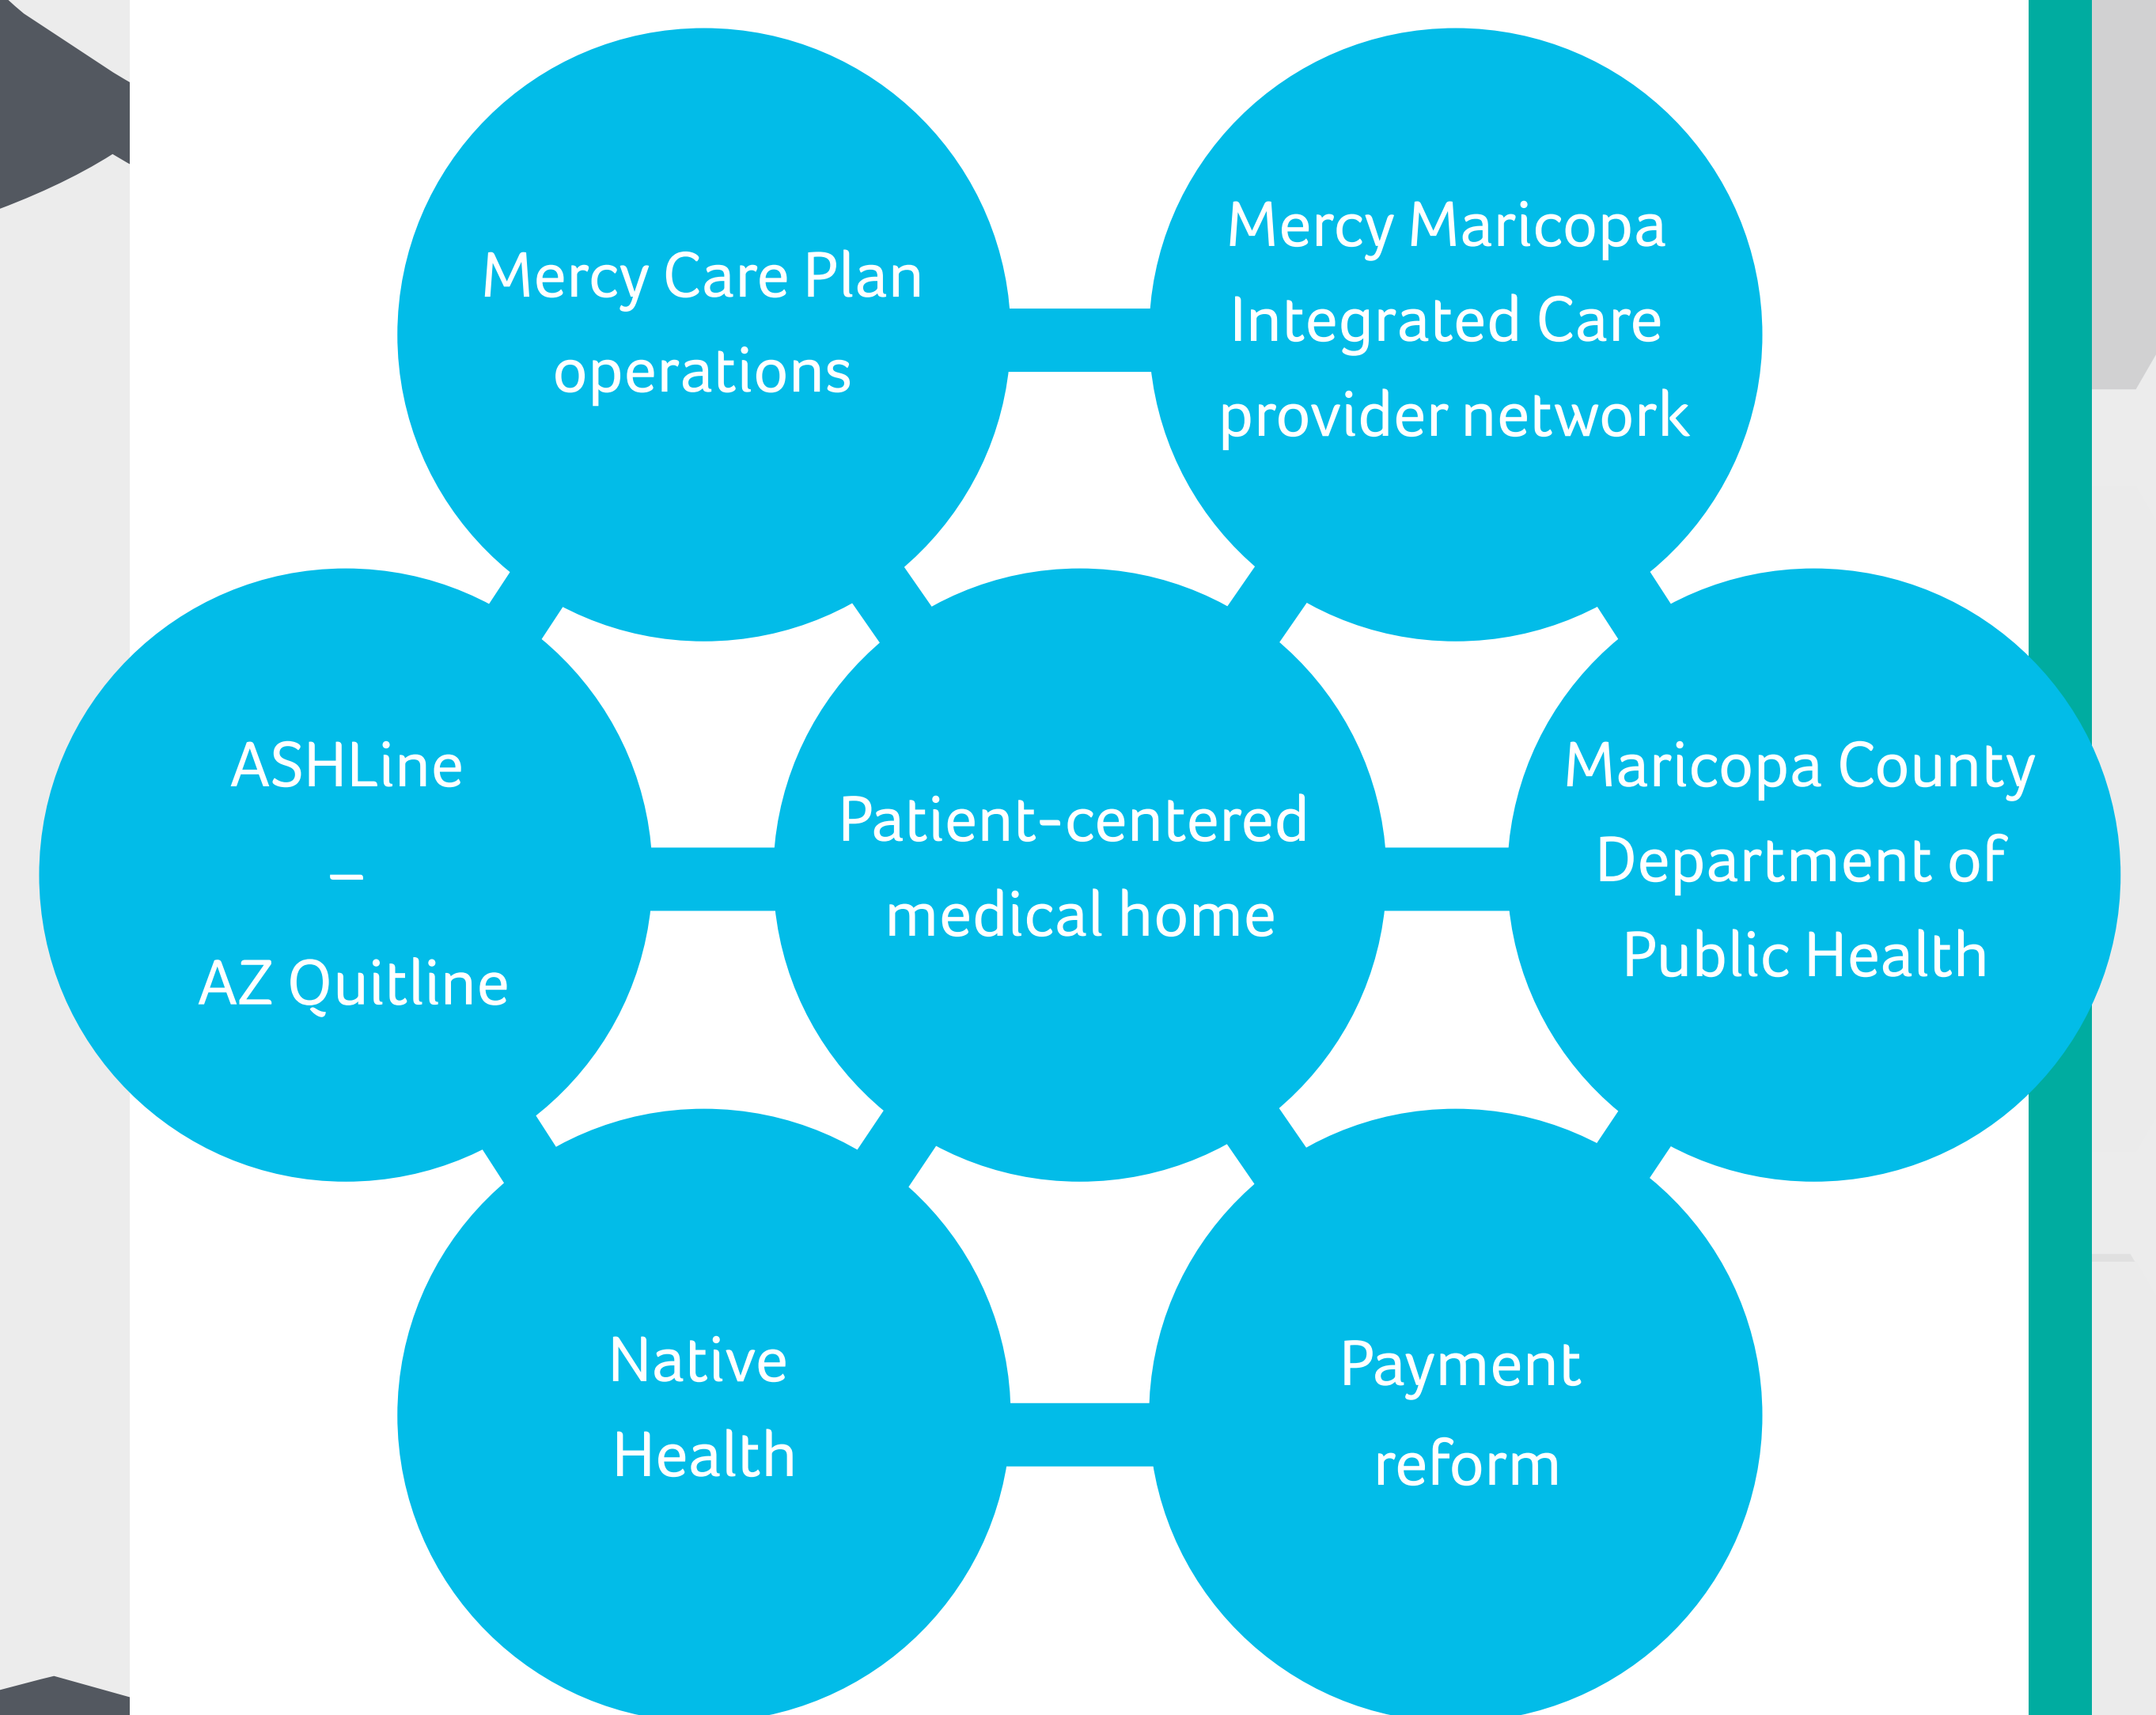 Mercy Care Plan
operations
Mercy Maricopa
Integrated Care
provider network
ASHLine
–
AZ Quitline
Patient-centered
medical home
Maricopa County
Department of
Public Health
Native
Health
Payment
reform